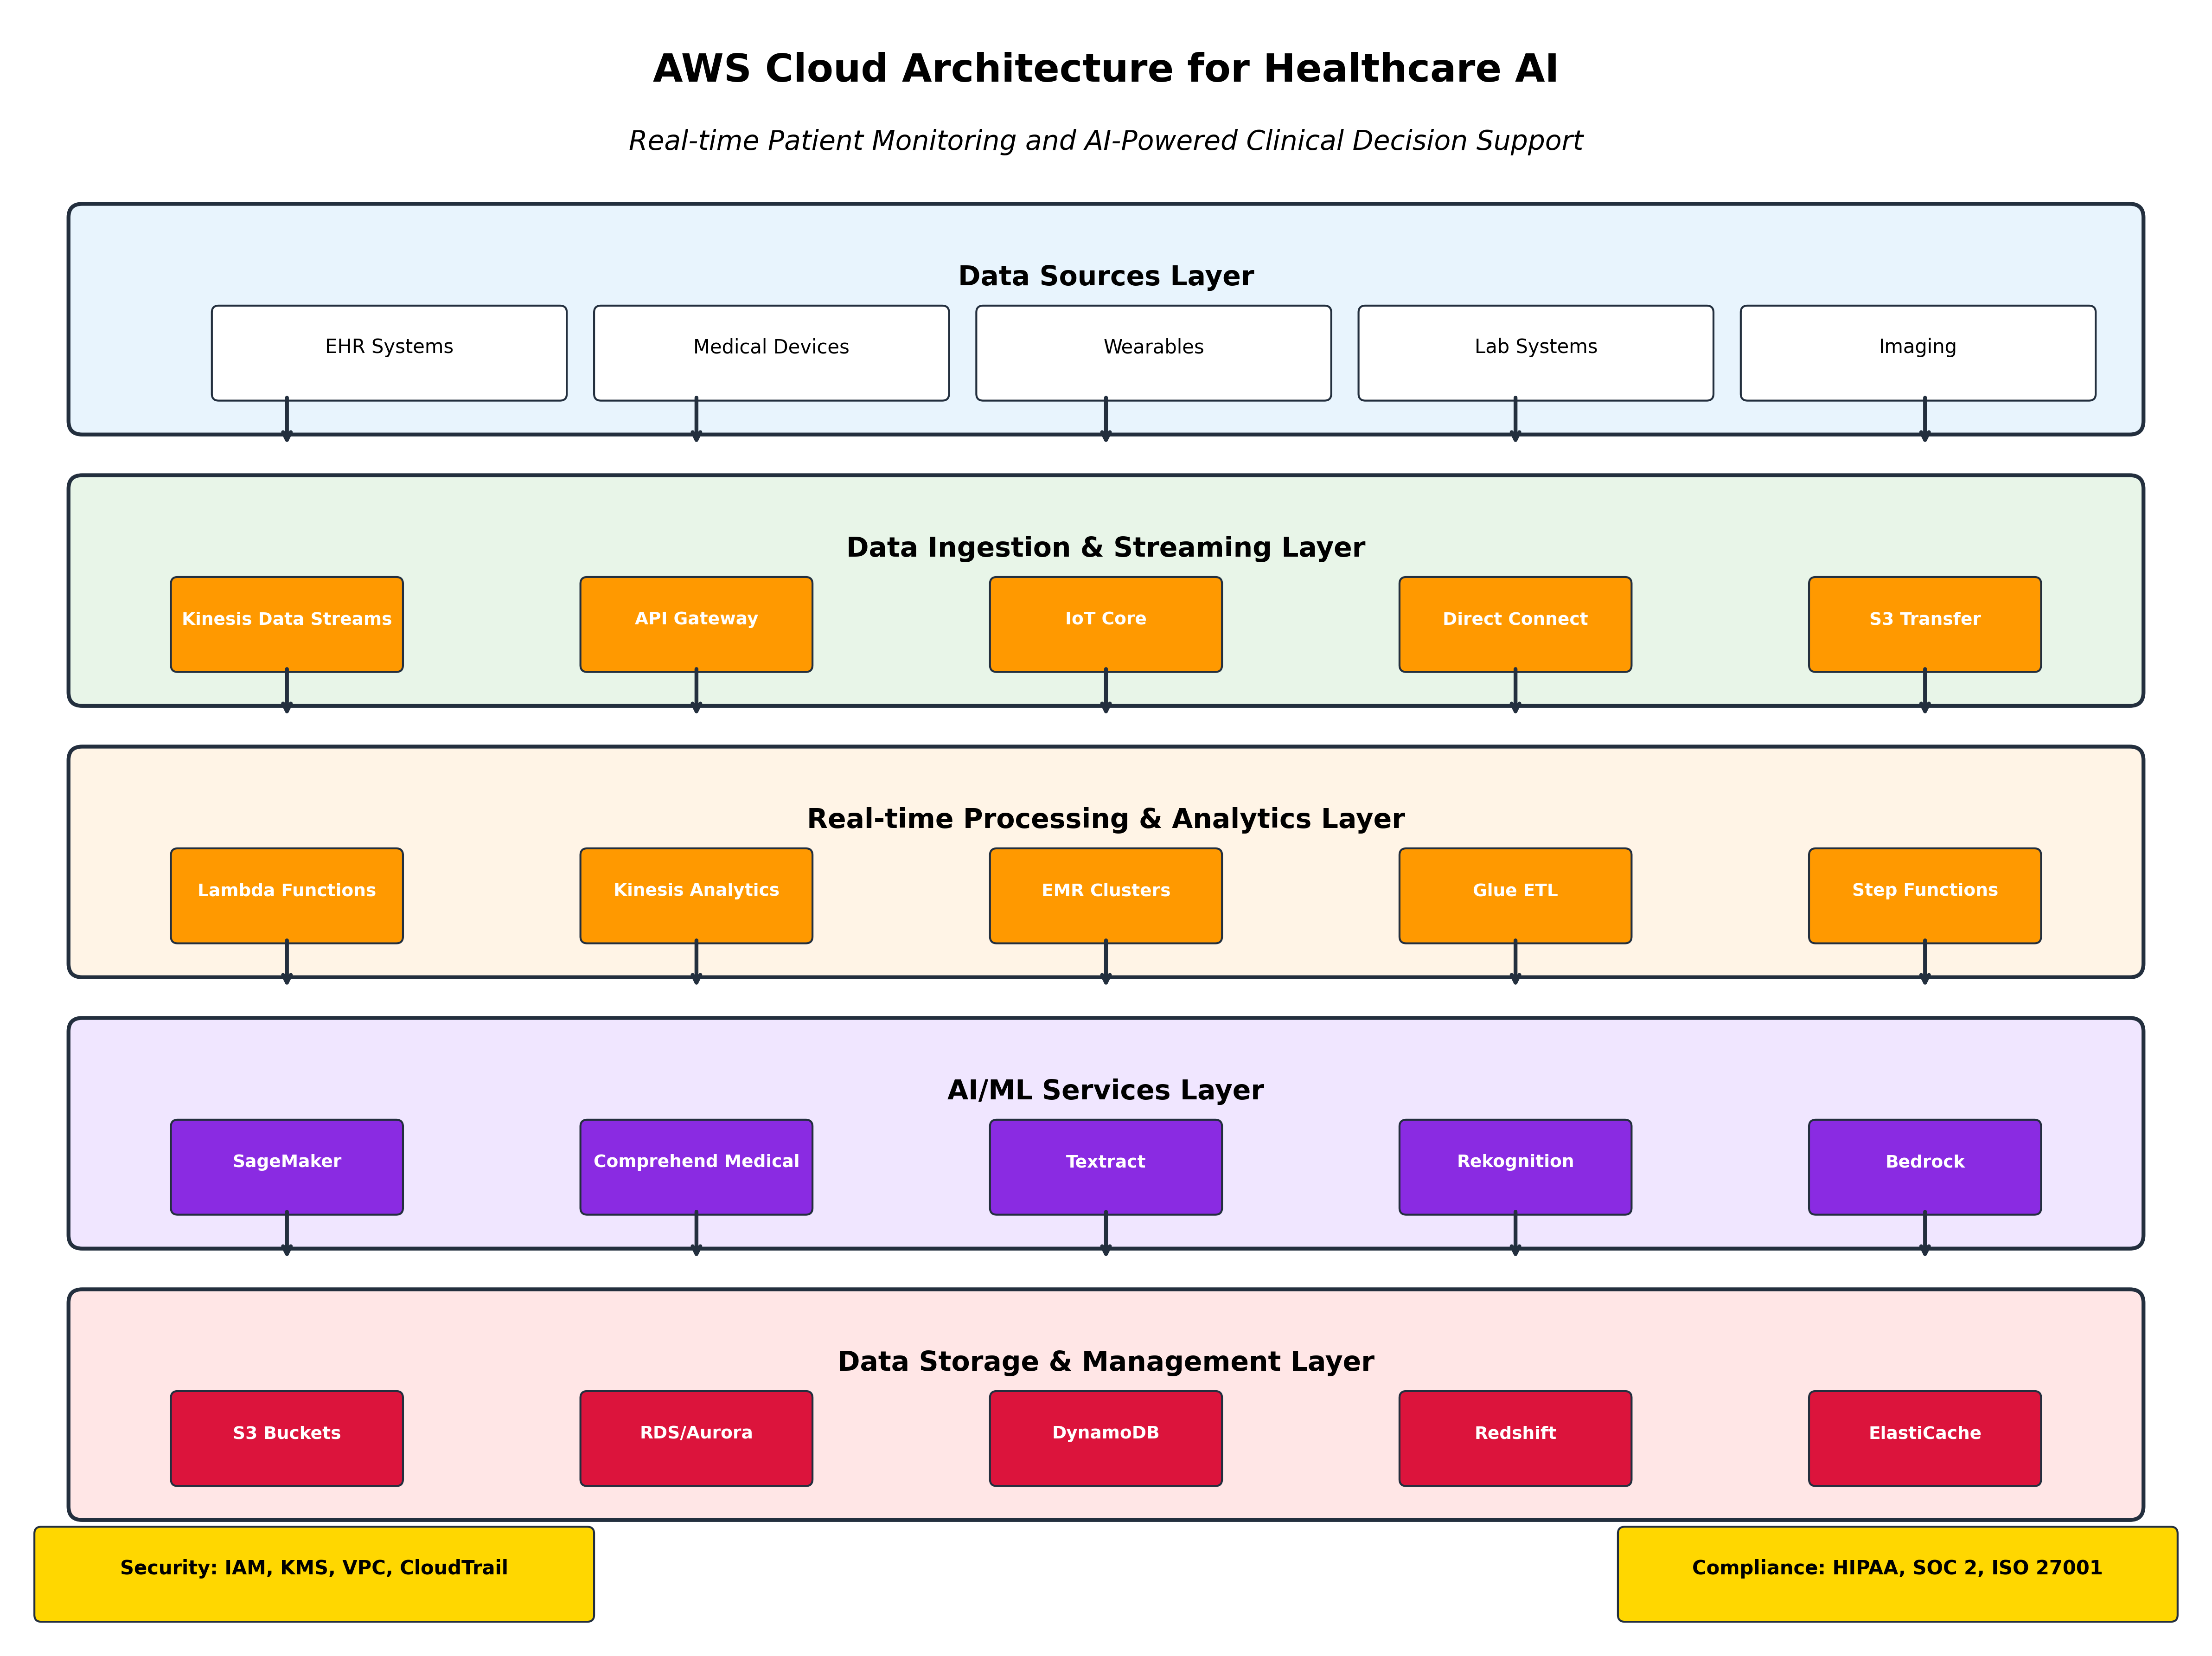 AWS Cloud Architecture for Healthcare AI
Real-time Patient Monitoring and AI-Powered Clinical Decision Support
Data Sources Layer
EHR Systems
Medical Devices
Wearables
Lab Systems
Imaging
Data Ingestion & Streaming Layer
Kinesis Data Streams
API Gateway
IoT Core
Direct Connect
S3 Transfer
Real-time Processing & Analytics Layer
Lambda Functions
Kinesis Analytics
EMR Clusters
Glue ETL
Step Functions
AI/ML Services Layer
SageMaker
Comprehend Medical
Textract
Rekognition
Bedrock
Data Storage & Management Layer
S3 Buckets
RDS/Aurora
DynamoDB
Redshift
ElastiCache
Security: IAM, KMS, VPC, CloudTrail
Compliance: HIPAA, SOC 2, ISO 27001